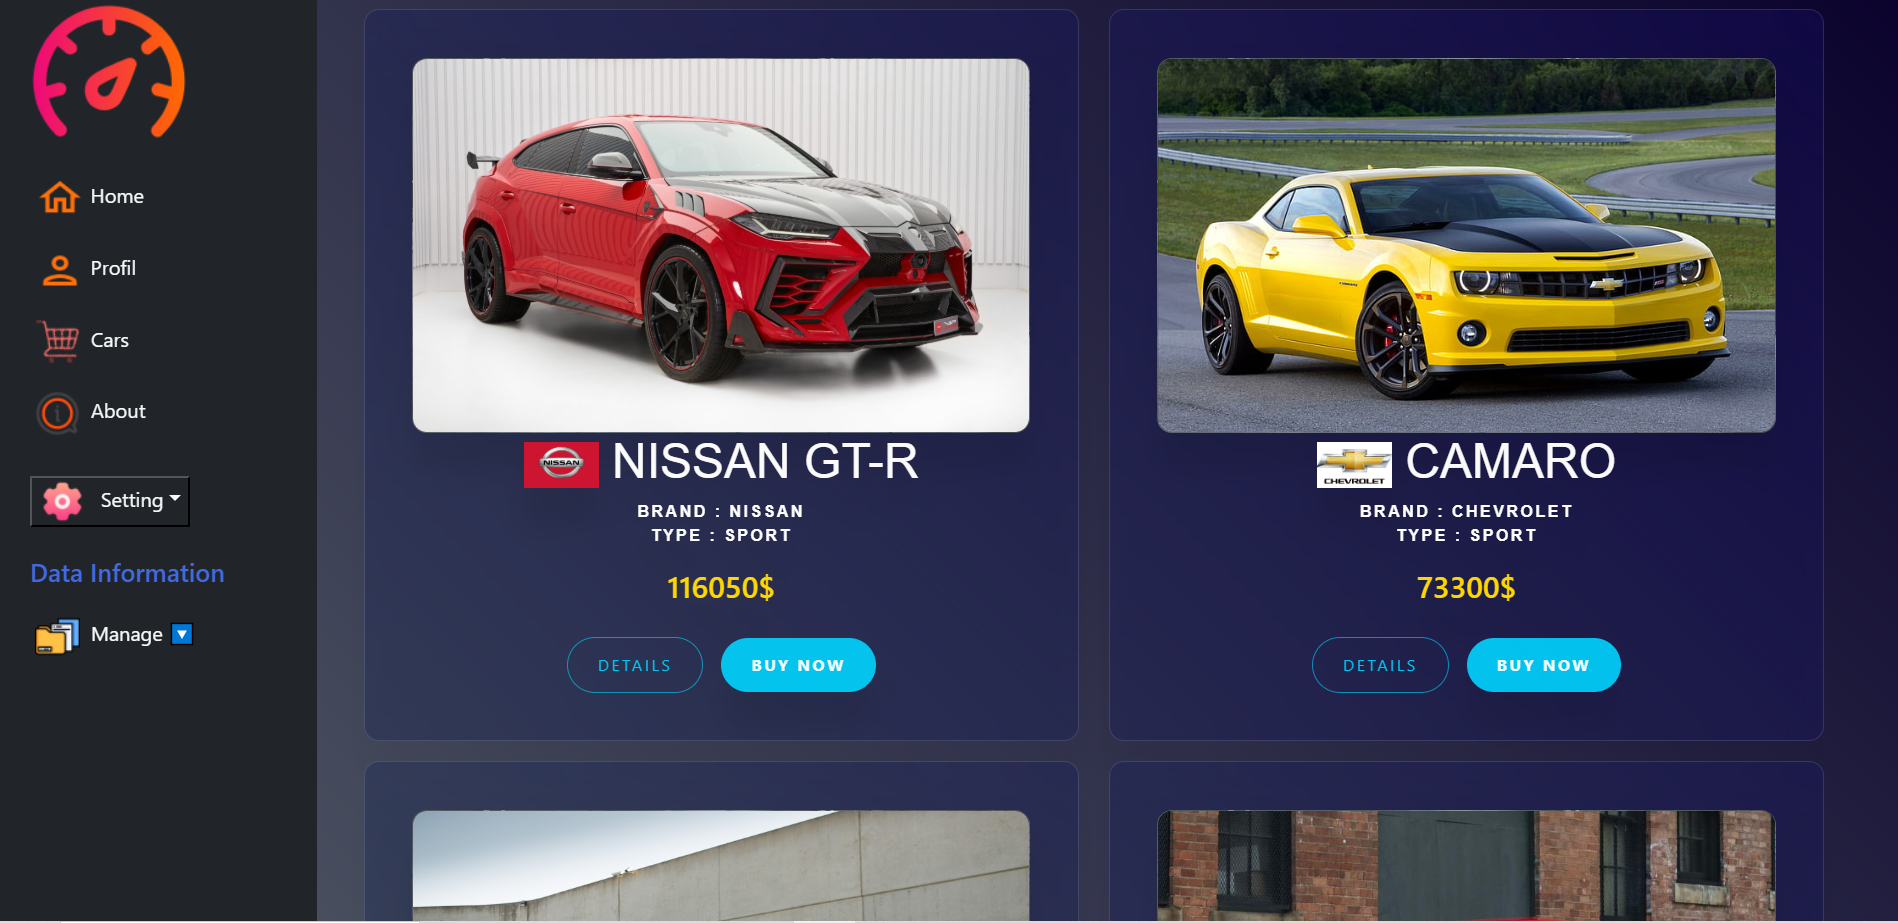 Home
Profil
Cars
About
Setting
Data Information
Manage
NISSAN
NISSAN GT-R
BRAND : NISSAN
TYPE : SPORT
116050$
DETAILS
BUY NOW
CHEVROLET
CAMARO
BRAND : CHEVROLET
TYPE : SPORT
73300$
DETAILS
BUY NOW